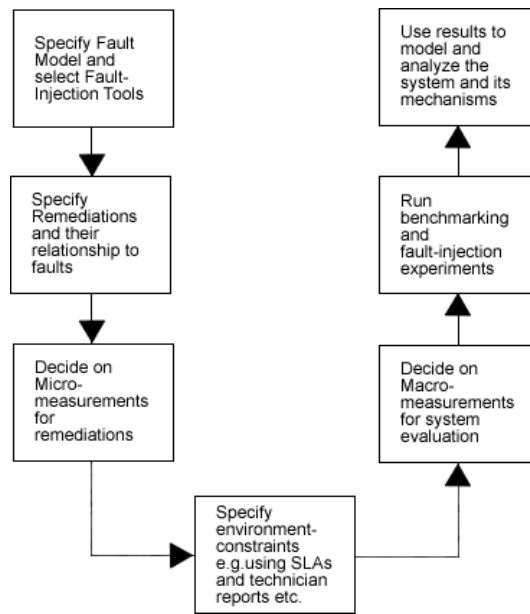 Specify Fault
Model and
select Fault-
Injection Tools
Specify
Remediations
and their
relationship to
faults
Decide on
Micro-
measurements
for
remediations
Specify
environment-
constraints
e.g.using SLAs
and technician
reports etc.
Decide on
Macro-
measurements
for system
evaluation
Run
benchmarking
and
fault-injection
experiments
Use results to
model and
analyze the
system and its
mechanisms